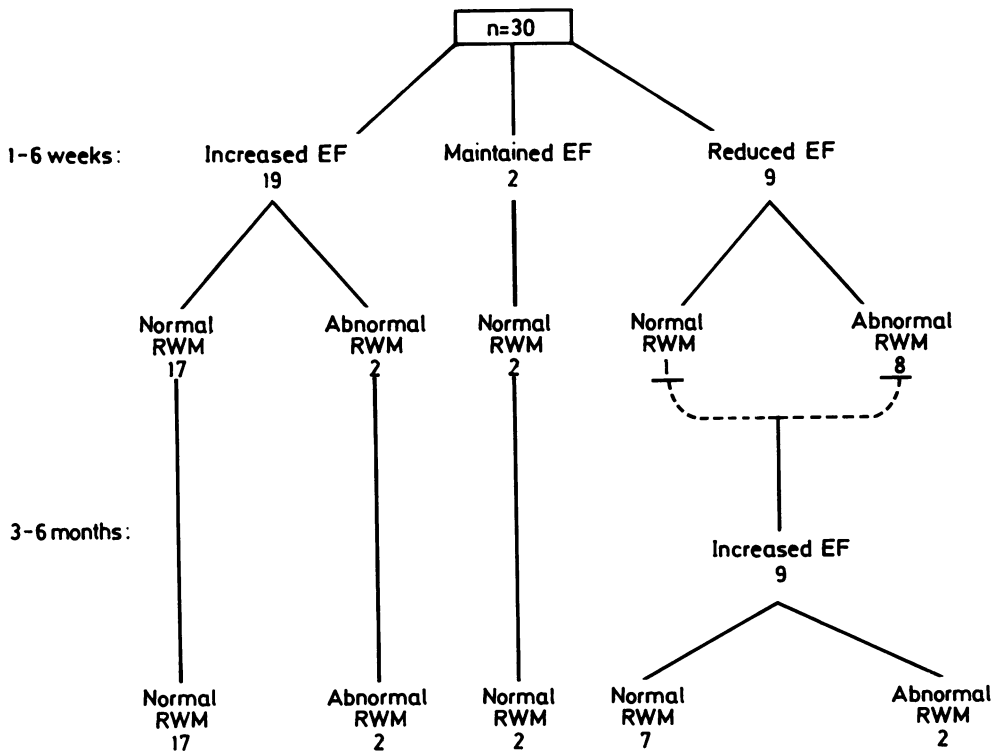 n=30
1-6 weeks:
Increased EF
19
Maintained EF
2
Reduced EF
9
Normal
RWM
17
Abnormal
RWM
2
Normal
RWM
2
Normal
RWM
1
Abnormal
RWM
8
3-6 months:
Increased EF
9
Normal
RWM
17
Abnormal
RWM
2
Normal
RWM
2
Normal
RWM
7
Abnormal
RWM
2